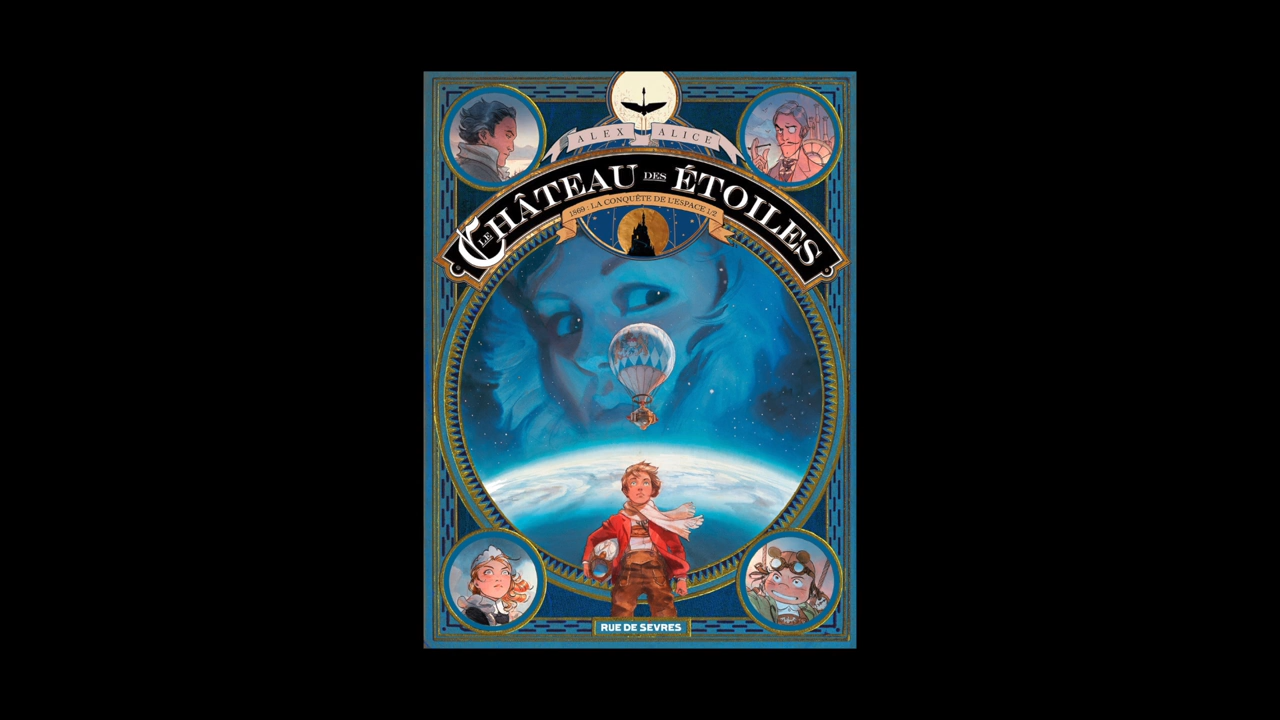 ALEX ALICE
LE CHÂTEAU DES ÉTOILES
1869 : LA CONQUÊTE DE L'ESPACE 1/2
RUE DE SEVRES